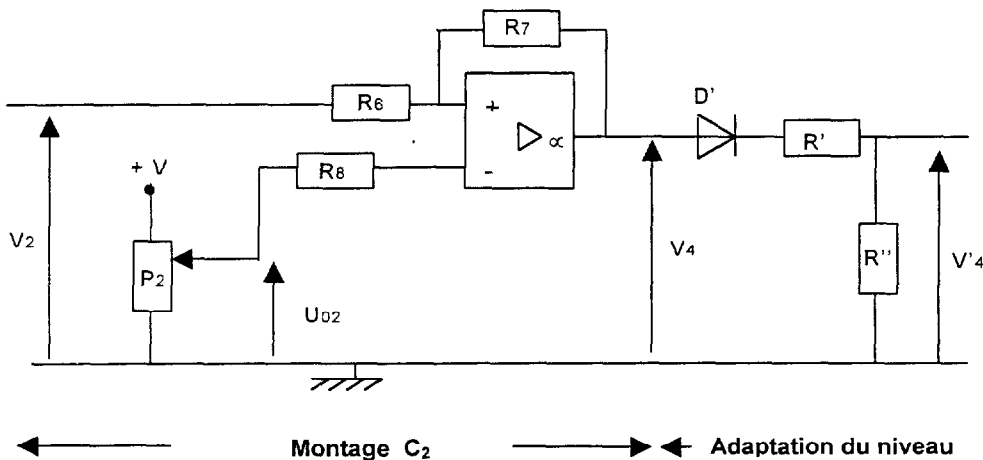 R7
D'
R6
+
∝
R'
R8
-
+ V
V2
P2
U02
V4
R''
V'4
Montage C2
Adaptation du niveau